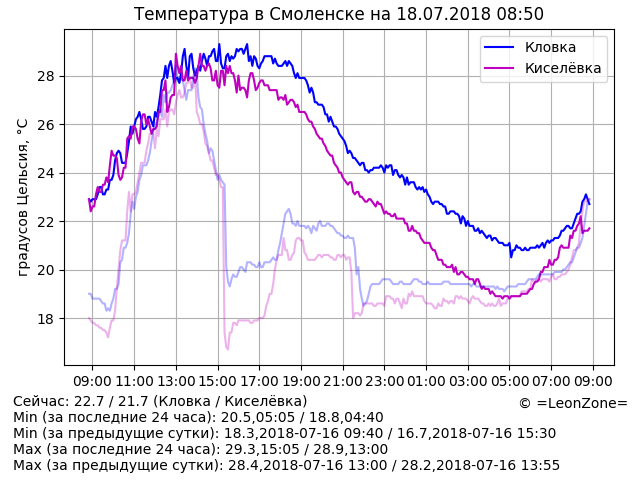 Температура в Смоленске на 18.07.2018 08:50
Кловка
Киселёвка
градусов Цельсия, °C
28
26
24
22
20
18
09:00 11:00 13:00 15:00 17:00 19:00 21:00 23:00 01:00 03:00 05:00 07:00 09:00
Сейчас: 22.7 / 21.7 (Кловка / Киселёвка)
© =LeonZone=
Min (за последние 24 часа): 20.5,05:05 / 18.8,04:40
Min (за предыдущие сутки): 18.3,2018-07-16 09:40 / 16.7,2018-07-16 15:30
Max (за последние 24 часа): 29.3,15:05 / 28.9,13:00
Max (за предыдущие сутки): 28.4,2018-07-16 13:00 / 28.2,2018-07-16 13:55